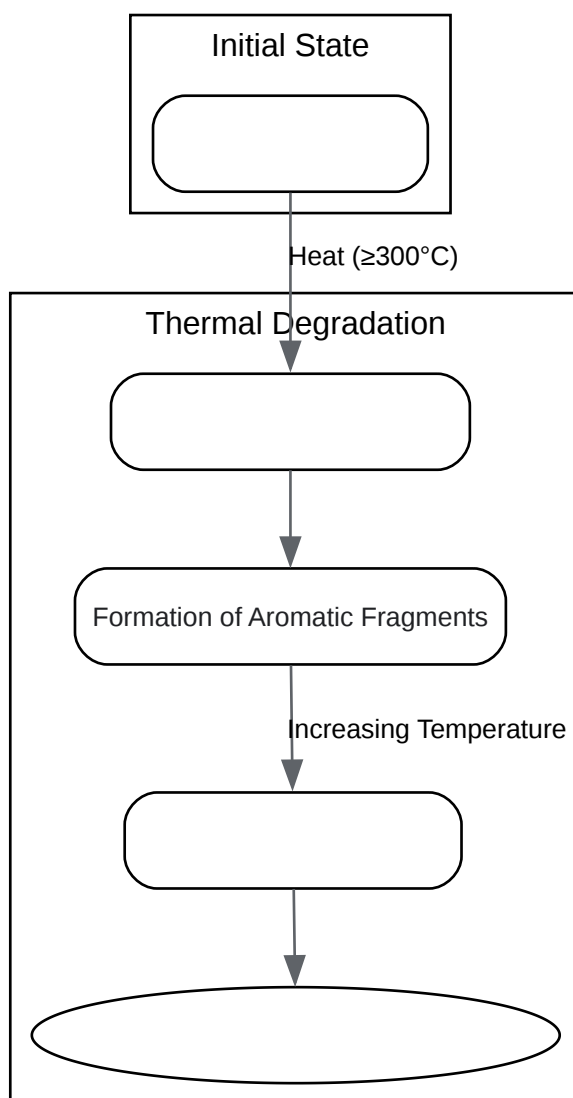 Initial State
Heat (≥300°C)
Thermal Degradation
Formation of Aromatic Fragments
Increasing Temperature